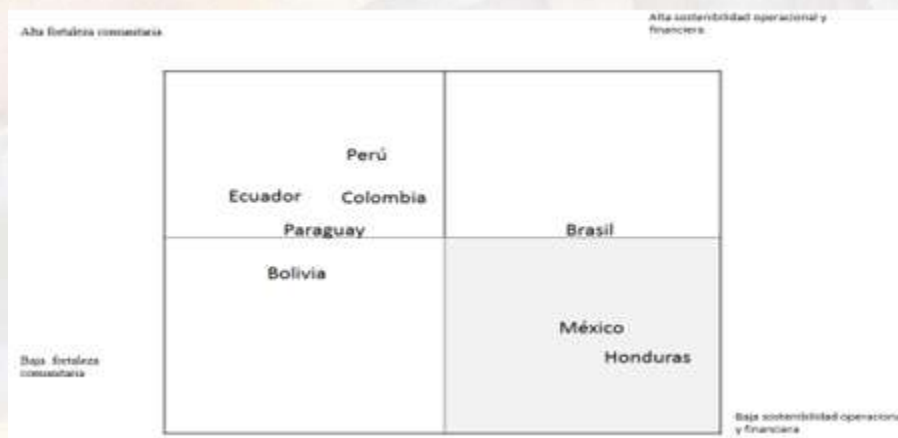 Alta fortaleza comunitaria
Alta sostenibilidad operacional y
financiera
Perú
Ecuador
Colombia
Paraguay
Brasil
Bolivia
México
Honduras
Baja fortaleza
comunitaria
Baja sostenibilidad operaciona
y financiera